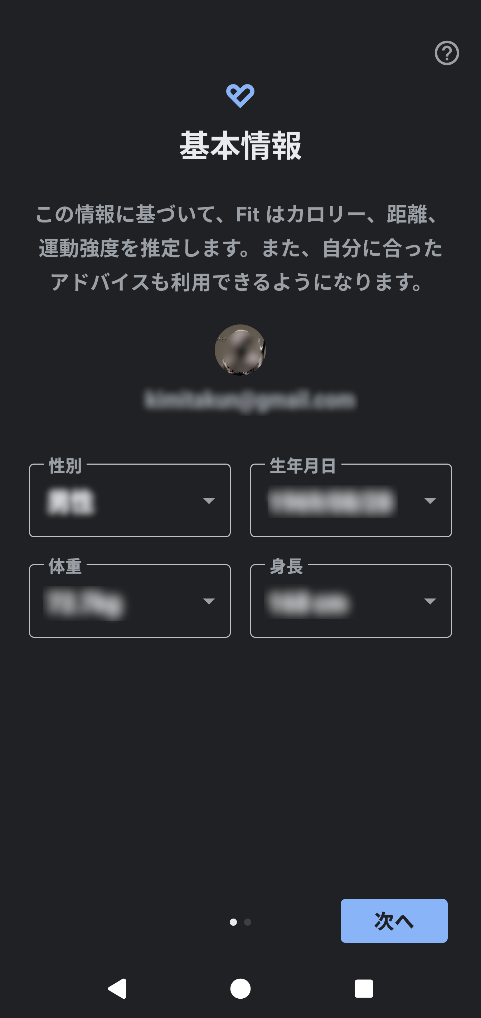 基本情報
この情報に基づいて、Fit はカロリー、距離、
運動強度を推定します。また、自分に合った
アドバイスも利用できるようになります。
性別
生年月日
体重
身長
次へ